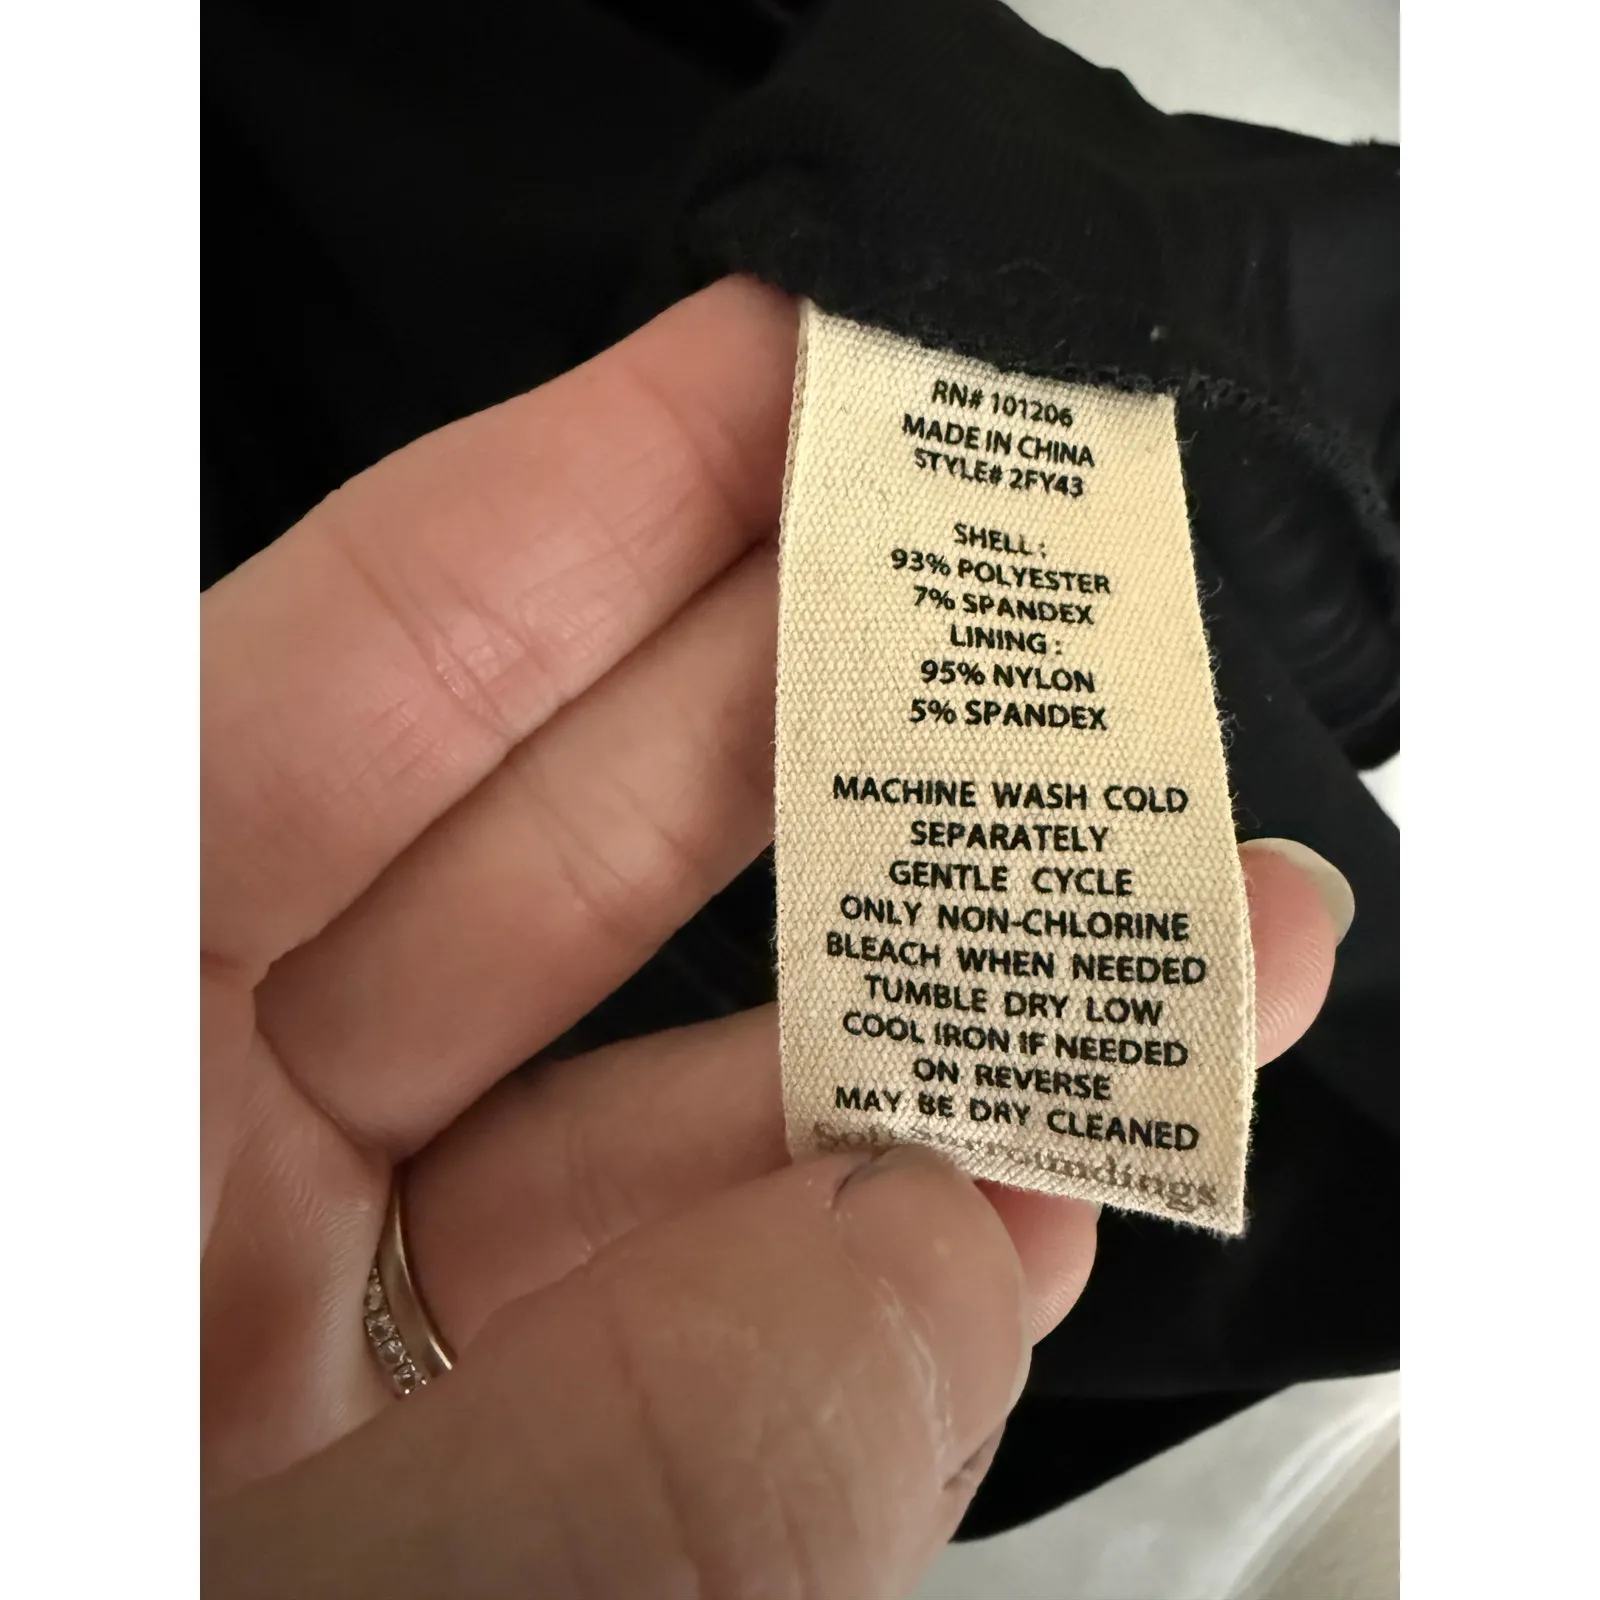 RN# 101206
MADE IN CHINA
STYLE# 2FY43
SHELL :
93% POLYESTER
7% SPANDEX
LINING :
95% NYLON
5% SPANDEX
MACHINE WASH COLD
SEPARATELY
GENTLE CYCLE
ONLY NON-CHLORINE
BLEACH WHEN NEEDED
TUMBLE DRY LOW
COOL IRON IF NEEDED
ON REVERSE
MAY BE DRY CLEANED
Soft Surroundings